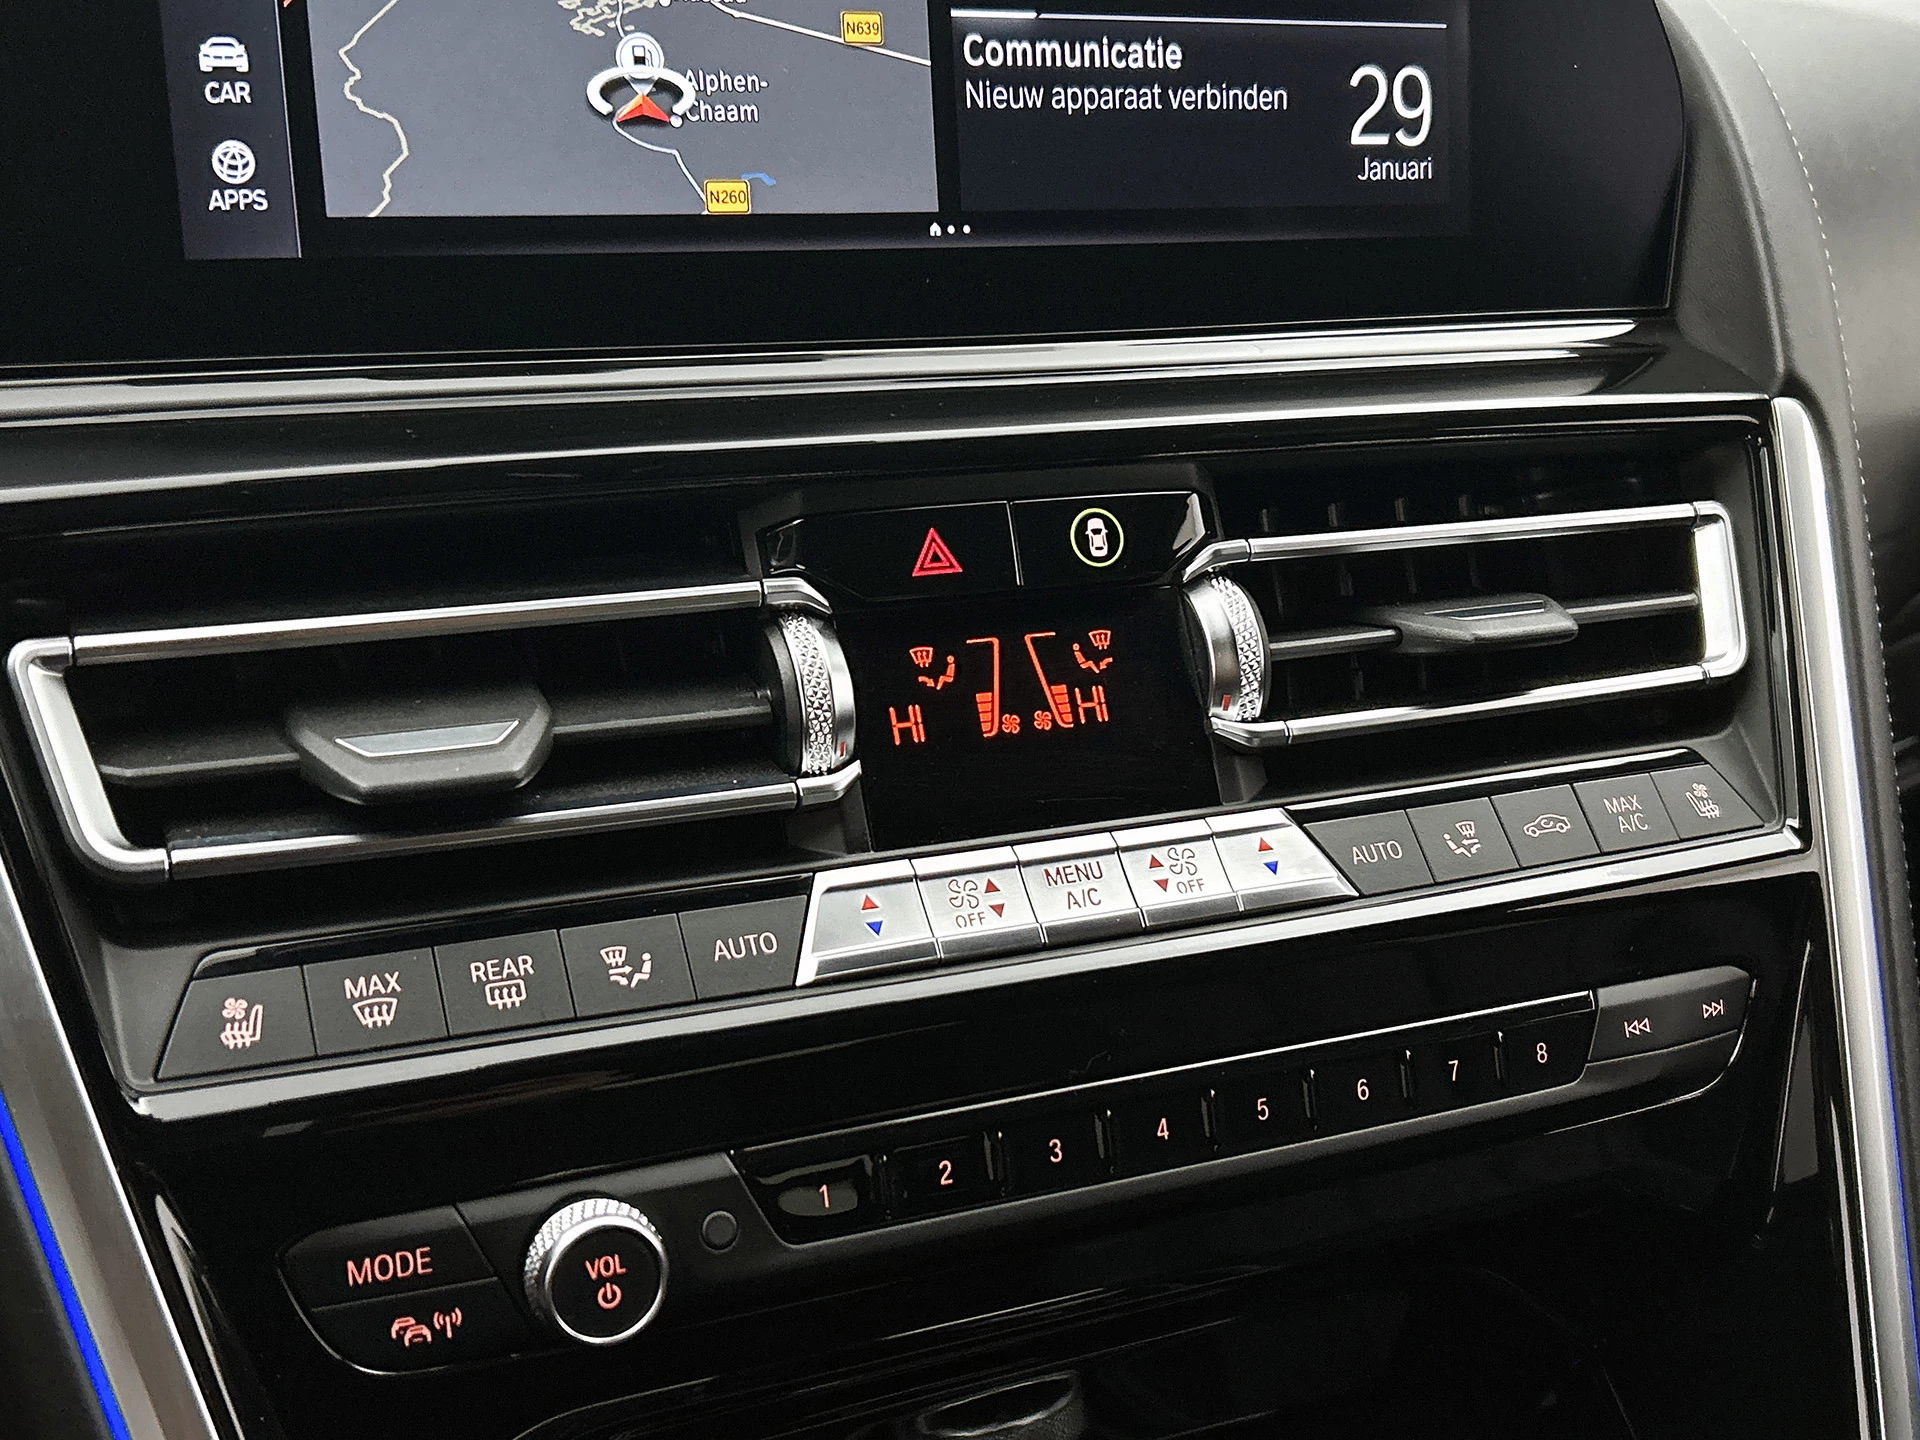 N639
CAR
Alphen-
Chaam
APPS
N260
Communicatie
Nieuw apparaat verbinden
29
Januari
HI
HI
MAX
REAR
AUTO
OFF
MENU
A/C
OFF
AUTO
MAX
A/C
MODE
VOL
1
2
3
4
5
6
7
8